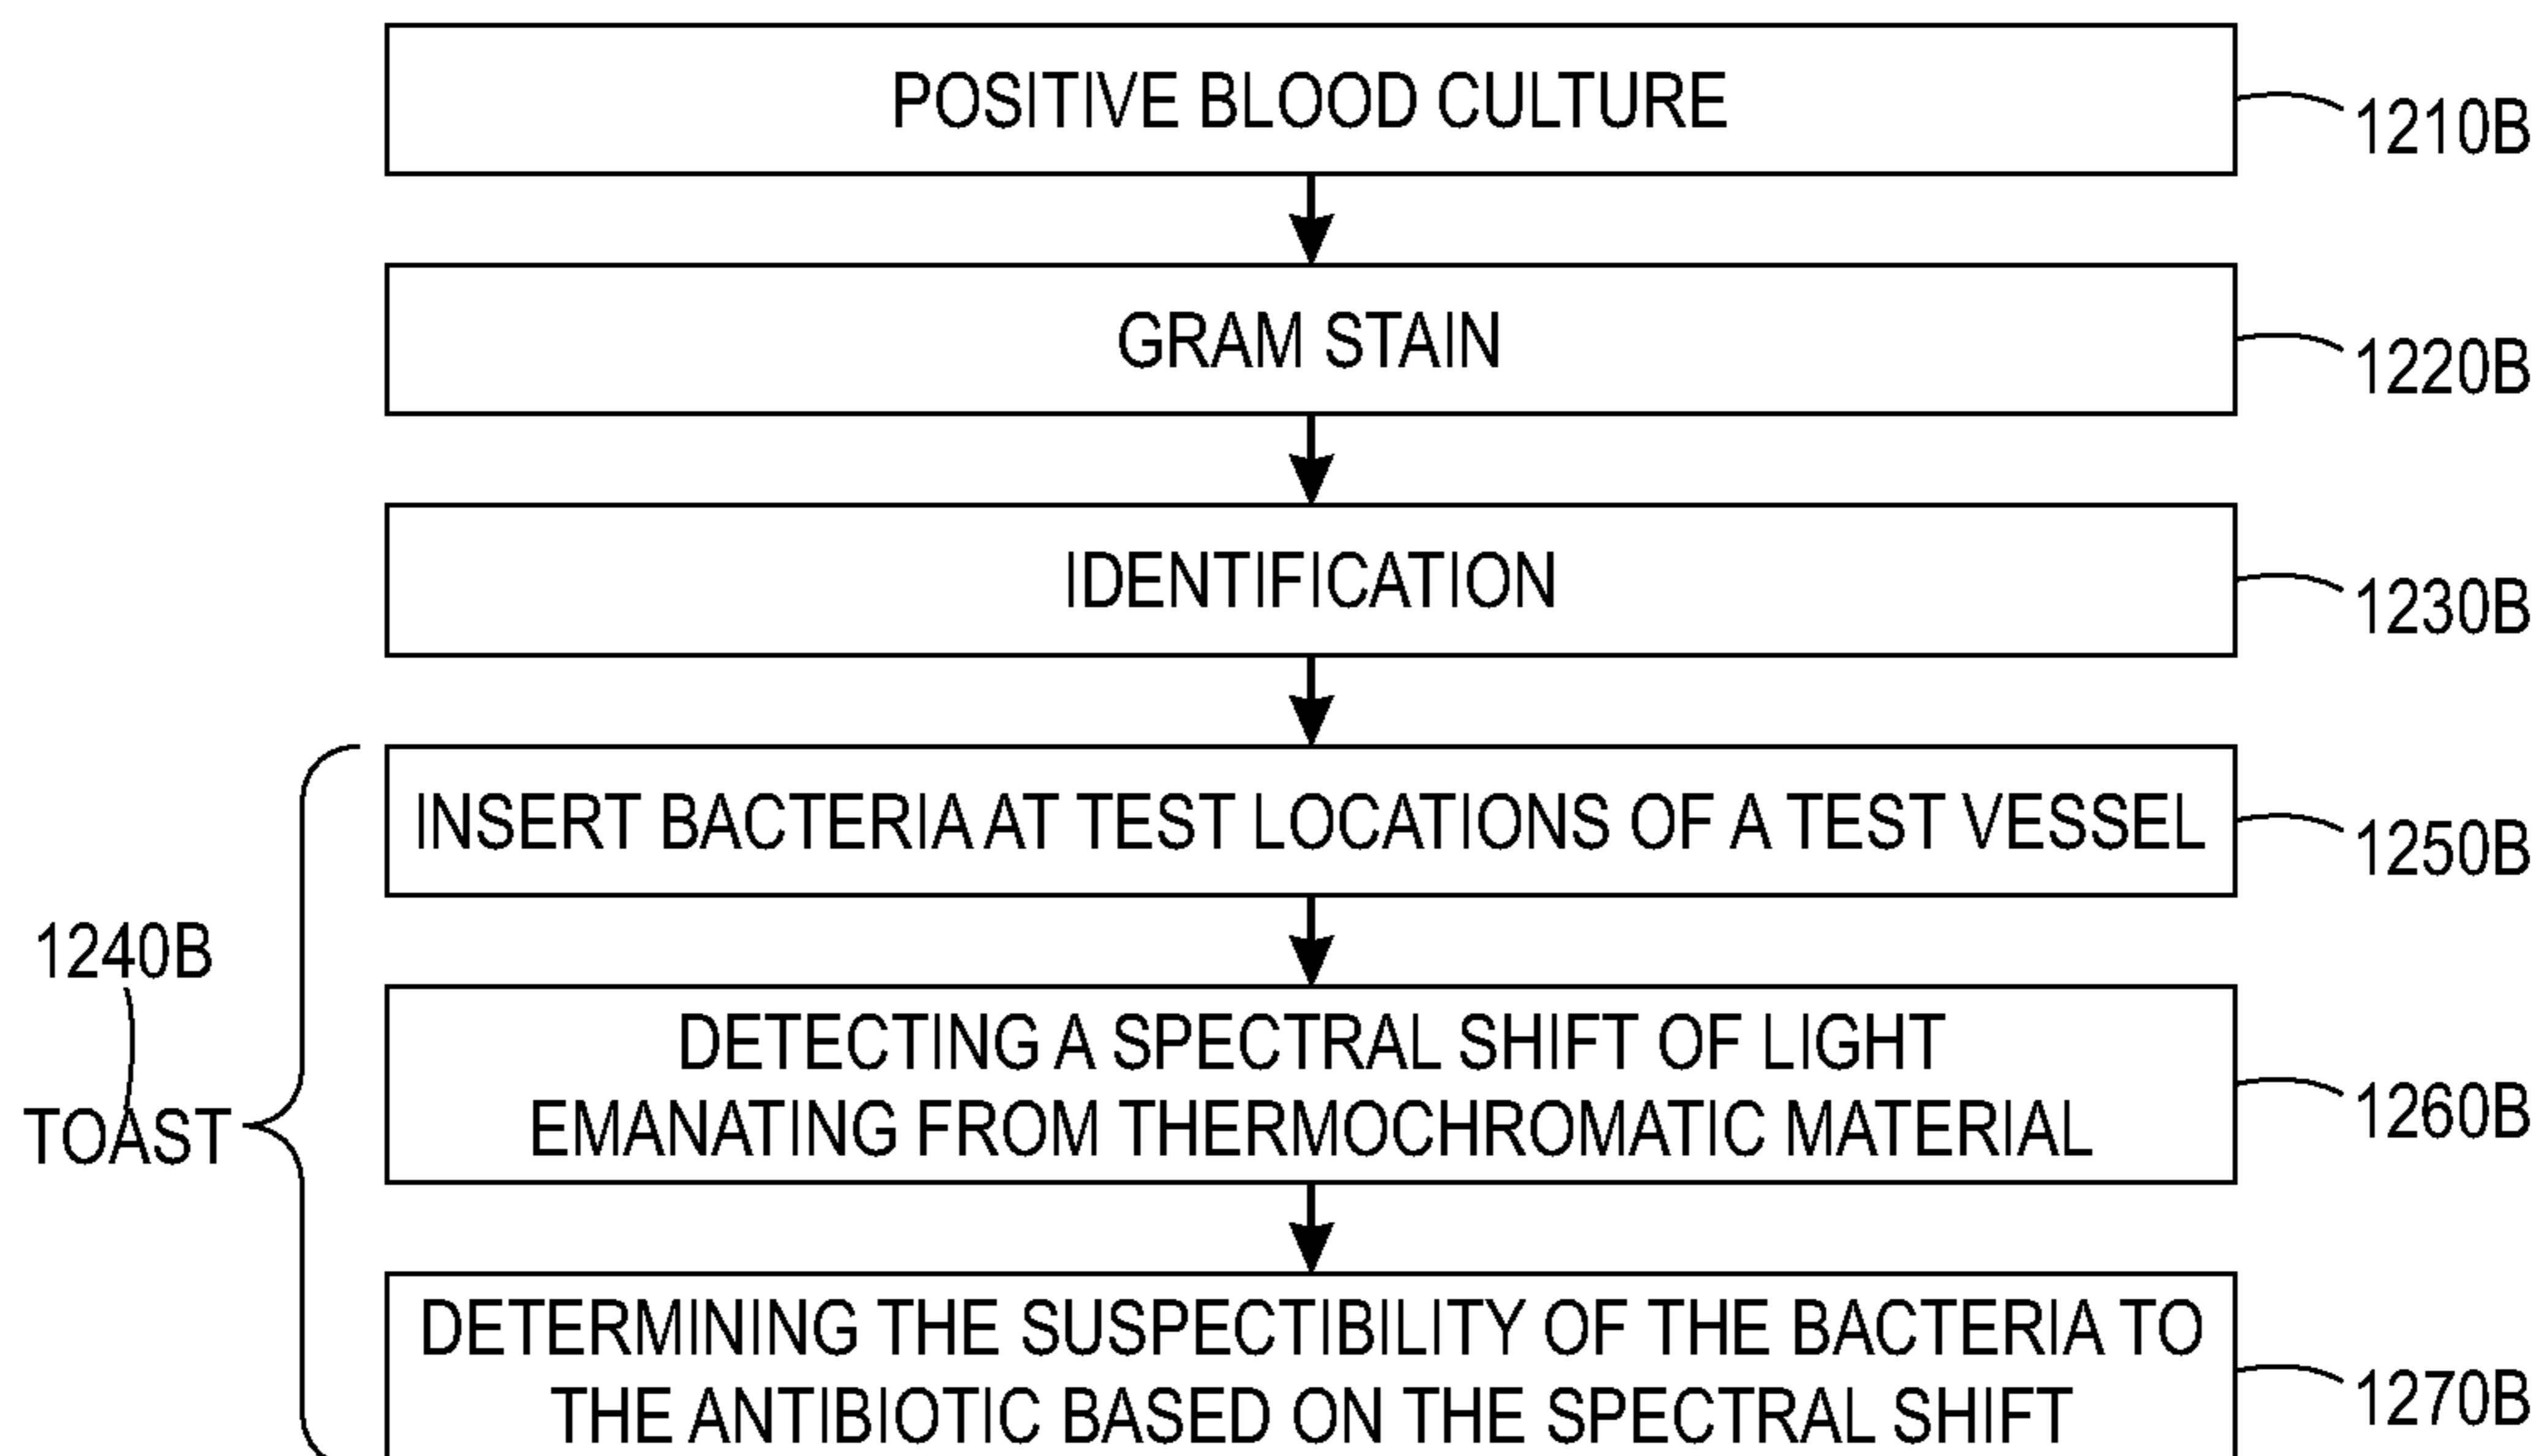 POSITIVE BLOOD CULTURE
1210B
GRAM STAIN
1220B
IDENTIFICATION
1230B
INSERT BACTERIA AT TEST LOCATIONS OF A TEST VESSEL
1250B
1240B
TOAST
DETECTING A SPECTRAL SHIFT OF LIGHT
EMANATING FROM THERMOCHROMATIC MATERIAL
1260B
DETERMINING THE SUSPECTIBILITY OF THE BACTERIA TO
THE ANTIBIOTIC BASED ON THE SPECTRAL SHIFT
1270B